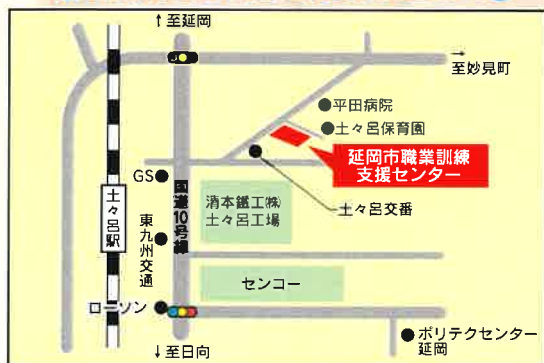 ↑至延岡
→
至妙見町
平田病院
土々呂保育園
延岡市職業訓練
支援センター
GS
土々呂交番
清本鐵工(株)
土々呂工場
土々呂駅
国道10号線
東九州交通
センコー
ローソン
ポリテクセンター
延岡
↓至日向